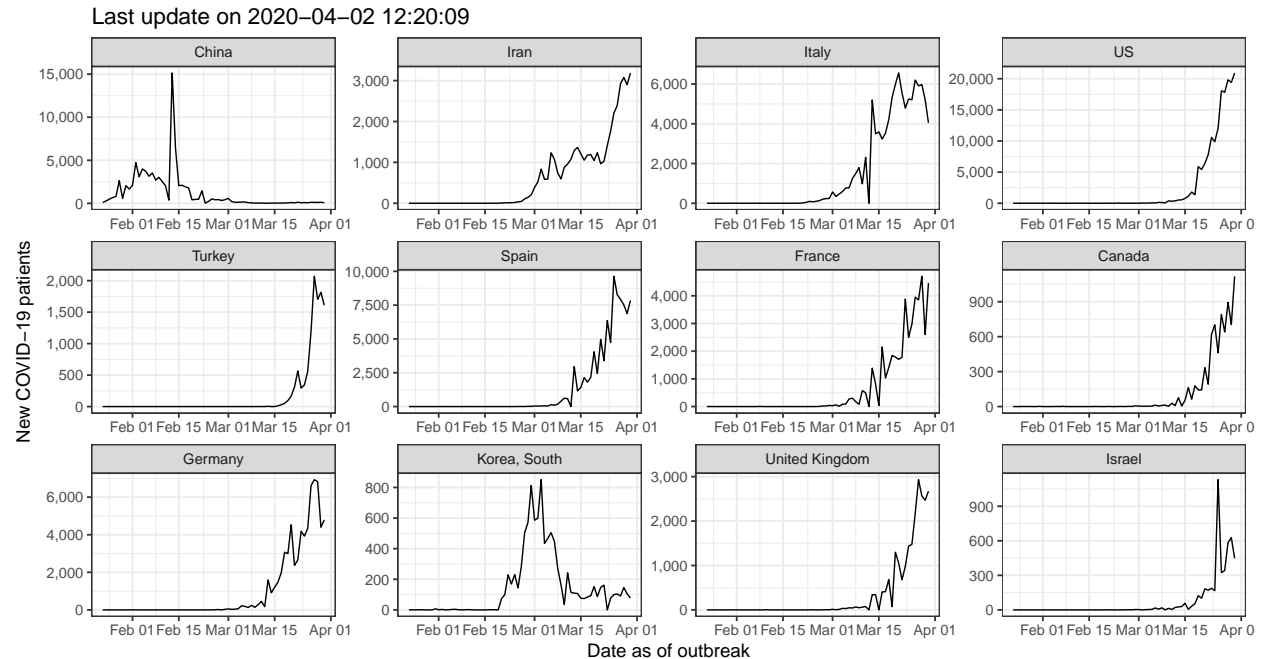 Last update on 2020−04−02 12:20:09
China Iran Italy US
15,000 10,000 5,000 0
3,000 2,000 1,000 0
6,000 4,000 2,000 0
20,000 15,000 10,000 5,000 0
Feb 01 Feb 15 Mar 01 Mar 15 Apr 01 Feb 01 Feb 15 Mar 01 Mar 15 Apr 01 Feb 01 Feb 15 Mar 01 Mar 15 Apr 01 Feb 01 Feb 15 Mar 01 Mar 15 Apr 0
Turkey Spain France Canada
2,000 1,500 1,000 500 0
10,000 7,500 5,000 2,500 0
4,000 3,000 2,000 1,000 0
900 600 300 0
Feb 01 Feb 15 Mar 01 Mar 15 Apr 01 Feb 01 Feb 15 Mar 01 Mar 15 Apr 01 Feb 01 Feb 15 Mar 01 Mar 15 Apr 01 Feb 01 Feb 15 Mar 01 Mar 15 Apr 0
Germany Korea, South United Kingdom Israel
6,000 4,000 2,000 0
800 600 400 200 0
3,000 2,000 1,000 0
900 600 300 0
Feb 01 Feb 15 Mar 01 Mar 15 Apr 01 Feb 01 Feb 15 Mar 01 Mar 15 Apr 01 Feb 01 Feb 15 Mar 01 Mar 15 Apr 01 Feb 01 Feb 15 Mar 01 Mar 15 Apr 0
Date as of outbreak
New COVID−19 patients